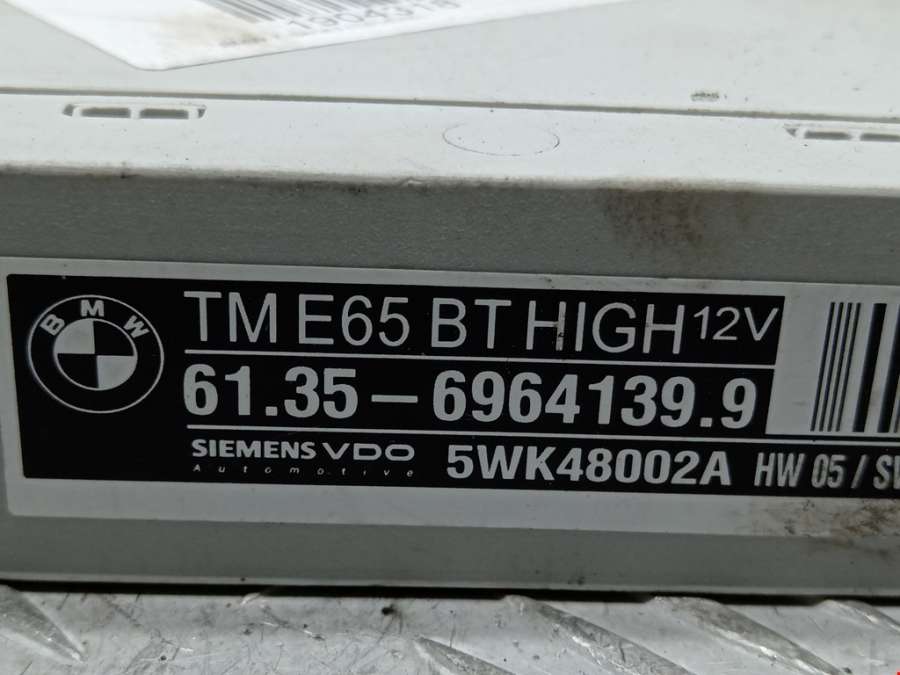 BMW
TM E65 BT HIGH 12V
61.35 – 6964139.9
SIEMENS VDO
Automotive
5WK48002A HW 05 /